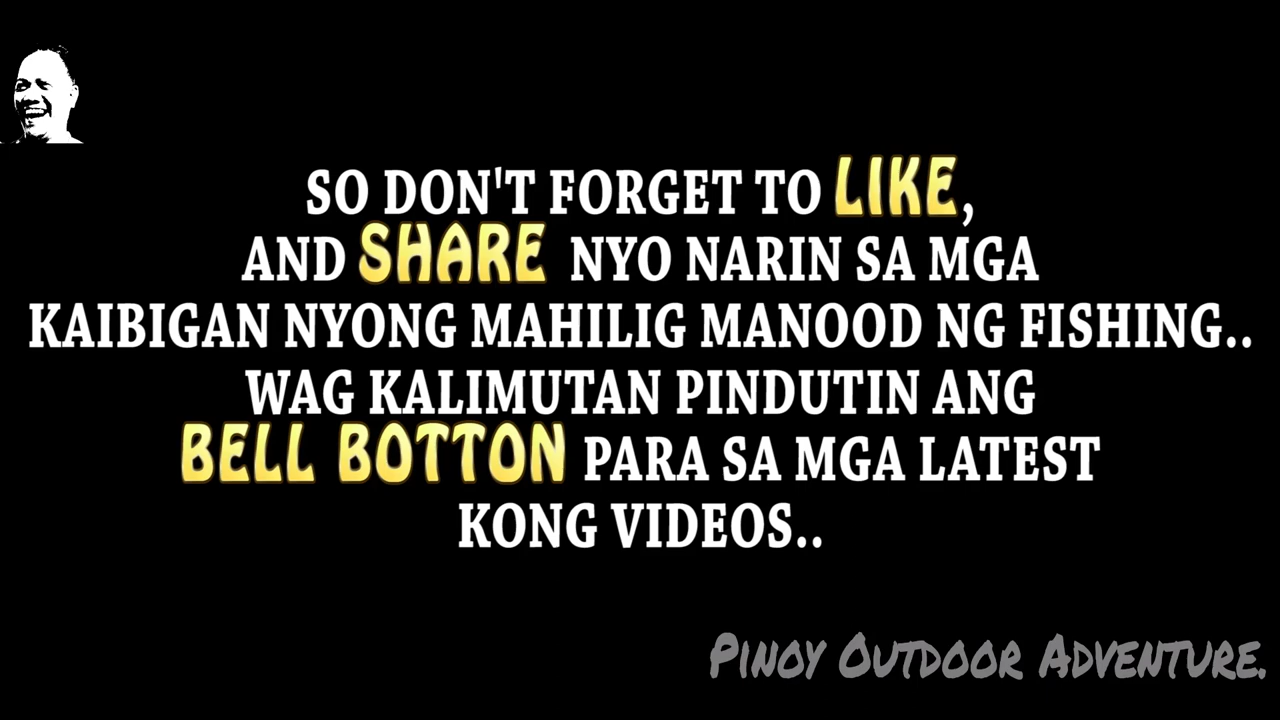 SO DON'T FORGET TO LIKE,
AND SHARE NYO NARIN SA MGA
KAIBIGAN NYONG MAHILIG MANOOD NG FISHING..
WAG KALIMUTAN PINDUTIN ANG
BELL BOTTON PARA SA MGA LATEST
KONG VIDEOS..
PINOY OUTDOOR ADVENTURE.